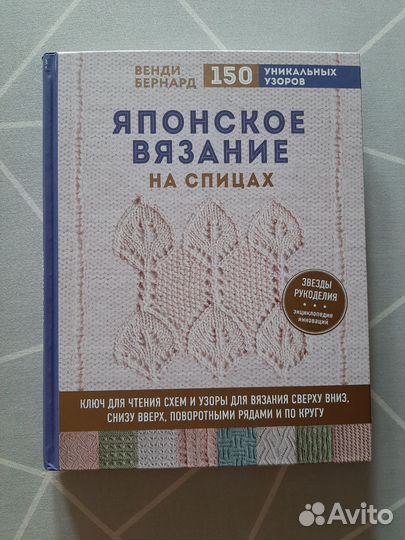 ВЕНДИ
БЕРНАРД
150
УНИКАЛЬНЫХ
УЗОРОВ
ЯПОНСКОЕ
ВЯЗАНИЕ
НА СПИЦАХ
ЗВЕЗДЫ
РУКОДЕЛИЯ
энциклопедия
инноваций
КЛЮЧ ДЛЯ ЧТЕНИЯ СХЕМ И УЗОРЫ ДЛЯ ВЯЗАНИЯ СВЕРХУ ВНИЗ,
СНИЗУ ВВЕРХ, ПОВОРОТНЫМИ РЯДАМИ И ПО КРУГУ
Avito